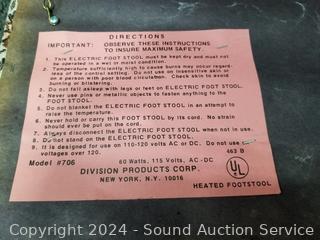 DIRECTIONS
IMPORTANT: OBSERVE THESE INSTRUCTIONS
TO INSURE MAXIMUM SAFETY.
1. This ELECTRIC FOOT STOOL must be kept dry and must not
be operated in a wet or moist condition.
2. Temperature sufficiently high to cause burns may occur regard-
less of the control setting. Do not use on insensitive skin or
on a person with poor blood circulation. Check skin to avoid
burning or blistering.
3. Do not fall asleep with legs or feet on ELECTRIC FOOT STOOL.
4. Never use pins or metallic objects to fasten anything to the
FOOT STOOL.
5. Do not blanket the ELECTRIC FOOT STOOL in an attempt to
raise the temperature.
6. Never hold or carry this FOOT STOOL by its cord. No strain
should ever be put on the cord.
7. Always disconnect the ELECTRIC FOOT STOOL when not in use.
8. Do not stand on the ELECTRIC FOOT STOOL.
9. It is designed for use on 110-120 volts AC or DC. Do not use
voltages over 120.
463 B
Model #706
60 Watts, 115 Volts, AC-DC
UL
DIVISION PRODUCTS CORP.
NEW YORK, N.Y. 10016
HEATED FOOTSTOOL
Copyright 2024 - Sound Auctions